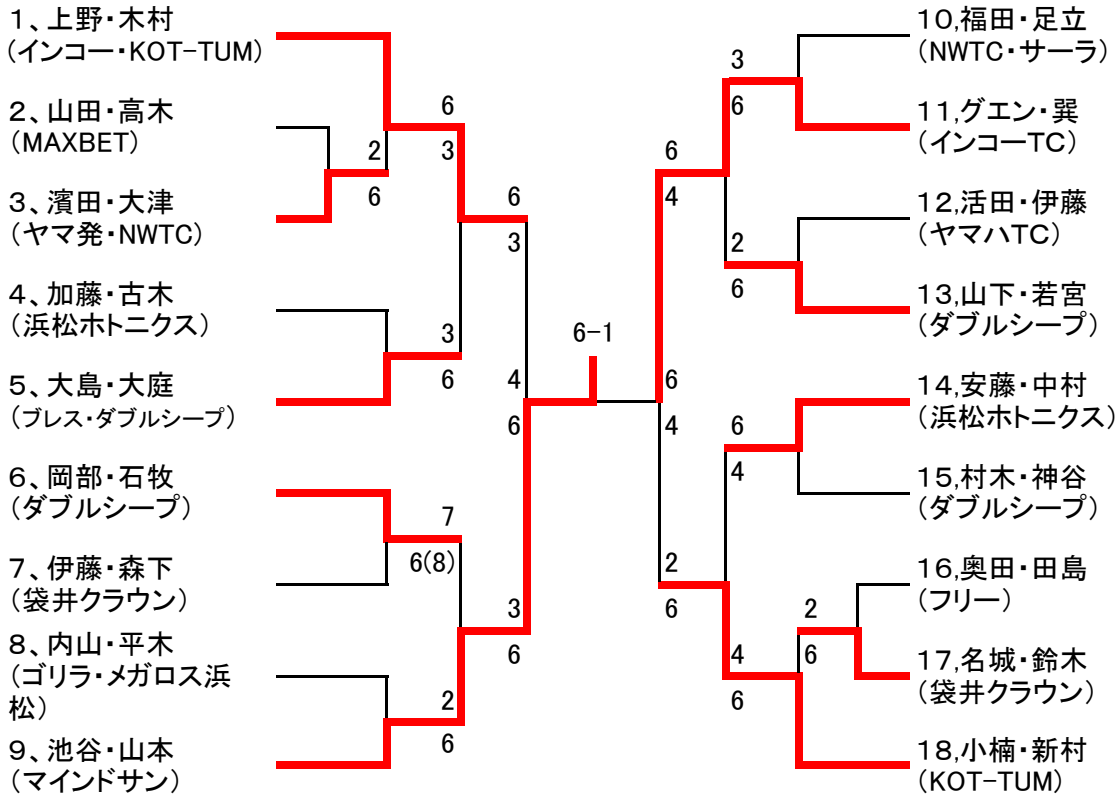 1、上野・木村
(インコー・KOT-TUM)
2、山田・高木
(MAXBET)
3、濱田・大津
(ヤマ発・NWTC)
4、加藤・古木
(浜松ホトニクス)
5、大島・大庭
(ブレス・ダブルシープ)
6、岡部・石牧
(ダブルシープ)
7、伊藤・森下
(袋井クラウン)
8、内山・平木
(ゴリラ・メガロス浜
松)
9、池谷・山本
(マインドサン)
2
6
6
3
3
6
7
6(8)
2
6
6
3
3
6
4
6
6-1
6
4
6
4
2
6
3
6
2
6
6
4
4
6
2
6
10,福田・足立
(NWTC・サーラ)
11,グエン・巽
(インコーTC)
12,活田・伊藤
(ヤマハTC)
13,山下・若宮
(ダブルシープ)
14,安藤・中村
(浜松ホトニクス)
15,村木・神谷
(ダブルシープ)
16,奥田・田島
(フリー)
17,名城・鈴木
(袋井クラウン)
18,小楠・新村
(KOT-TUM)